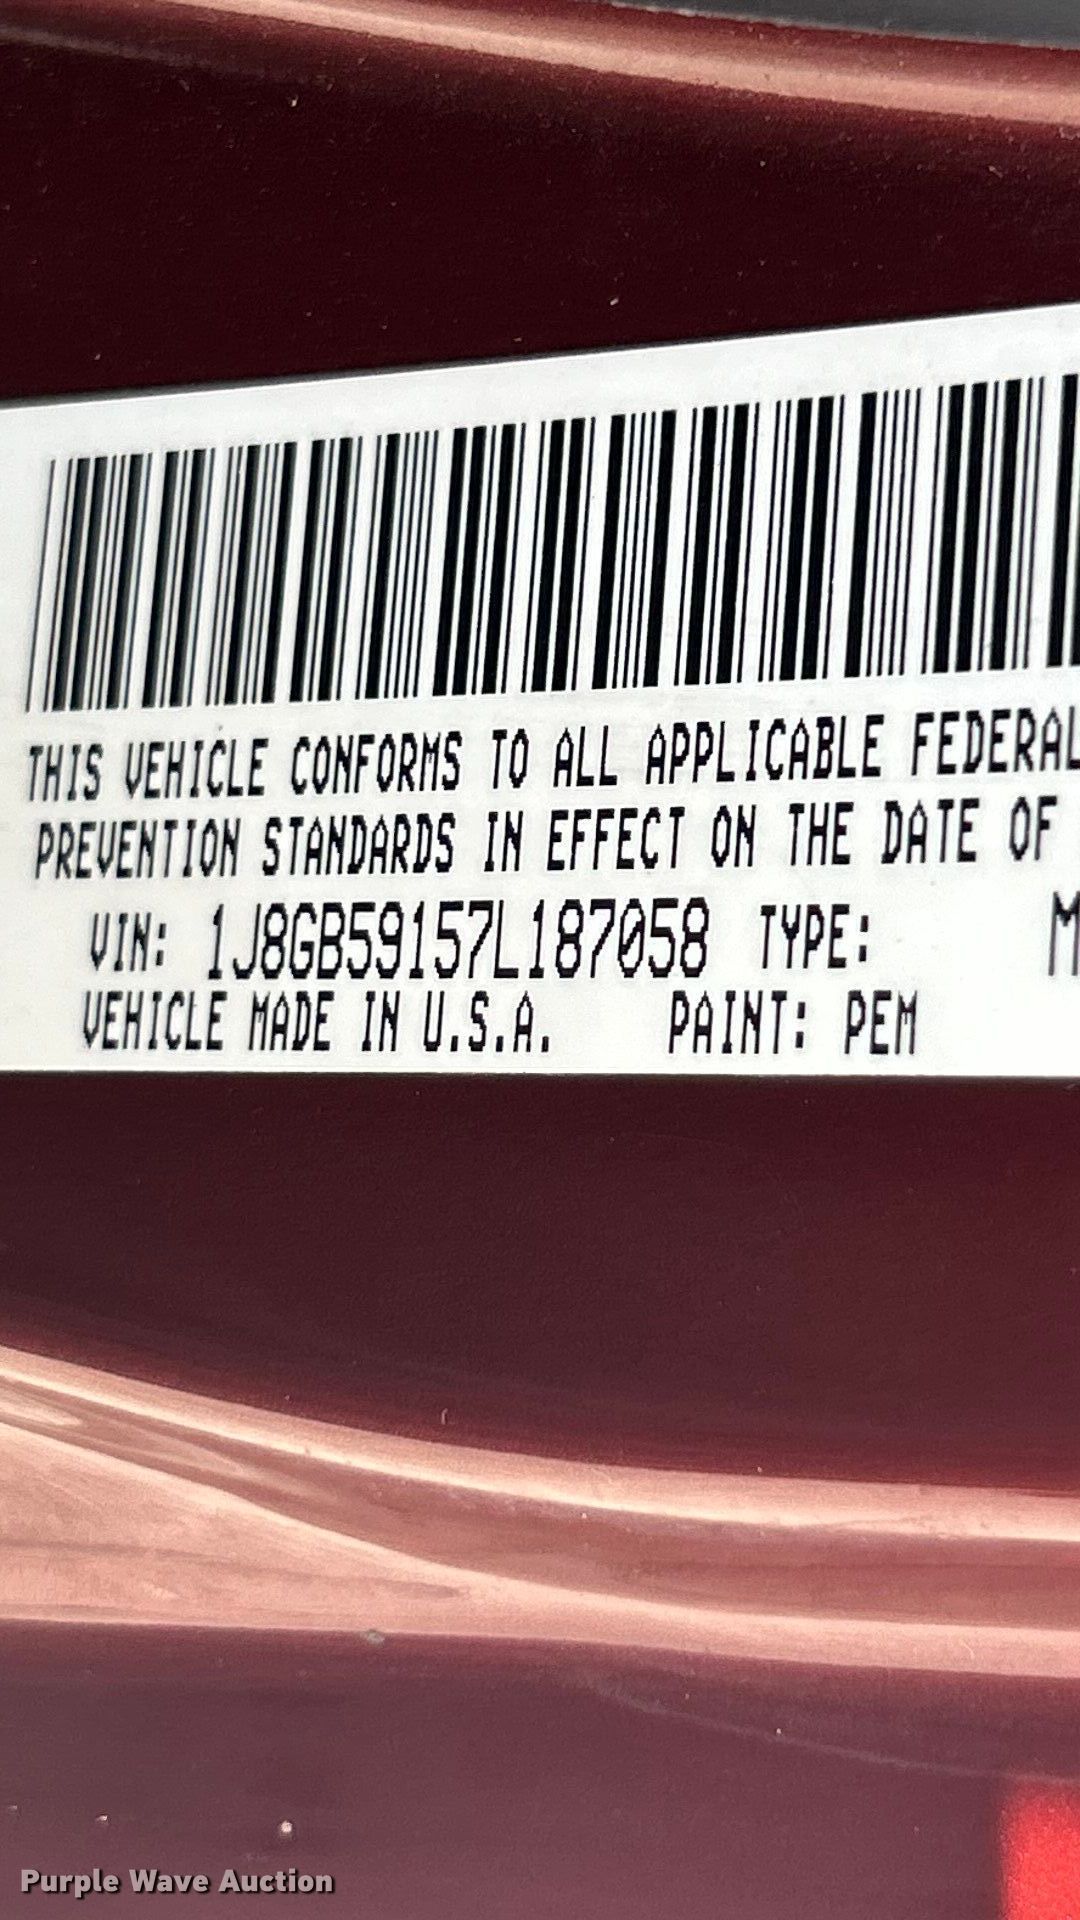 THIS VEHICLE CONFORMS TO ALL APPLICABLE FEDERAL
PREVENTION STANDARDS IN EFFECT ON THE DATE OF
VIN: 1J8GB59157L187058 TYPE: M
VEHICLE MADE IN U.S.A. PAINT: PEM
Purple Wave Auction